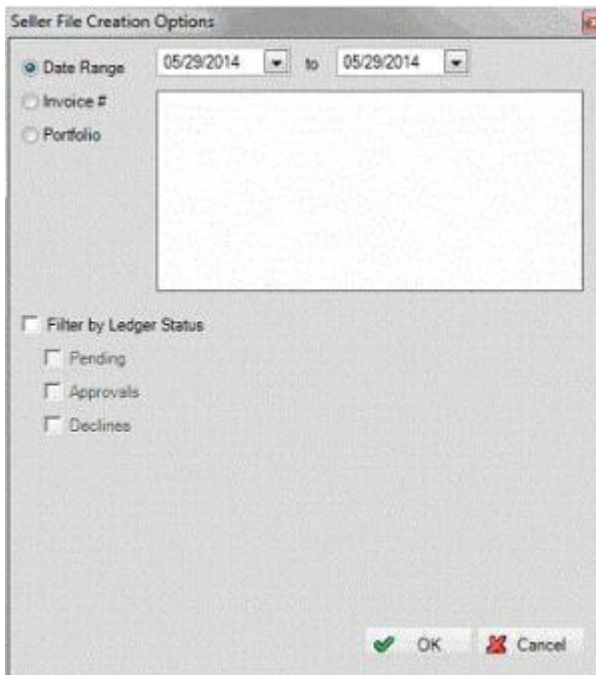 Seller File Creation Options
Date Range 05/29/2014 to 05/29/2014
Invoice #
Portfolio
Filter by Ledger Status
Pending
Approvals
Declines
OK Cancel